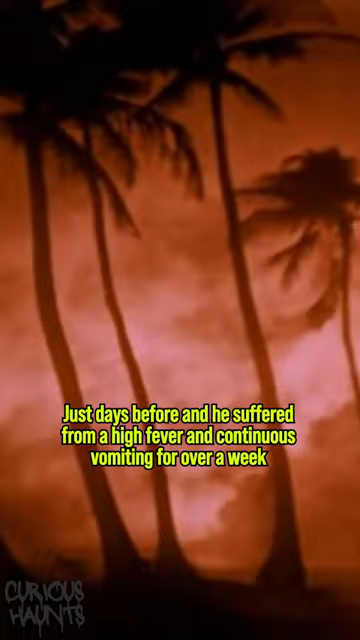 Just days before and he suffered
from a high fever and continuous
vomiting for over a week
CURIOUS
HAUNTS